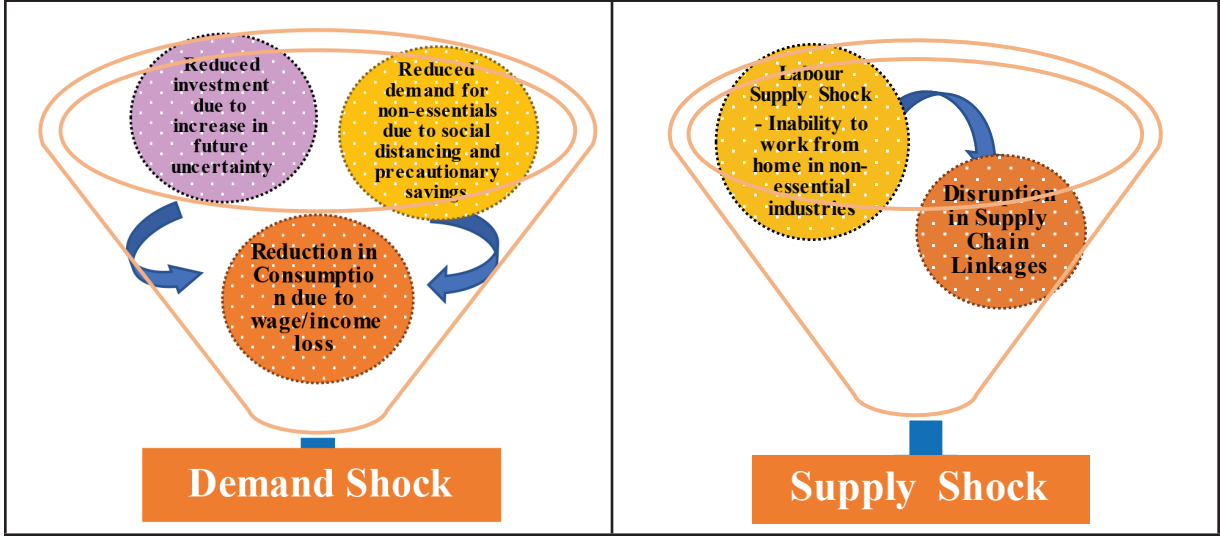 Reduced
investment
due to
increase in
future
uncertainty
Reduced
demand for
non-essentials
due to social
distancing and
precautionary
savings
Reduction in
Consumptio
n due to
wage/income
loss
Demand Shock
Labour
Supply Shock
- Inability to
work from
home in non-
essential
industries
Disruption
in Supply
Chain
Linkages
Supply Shock